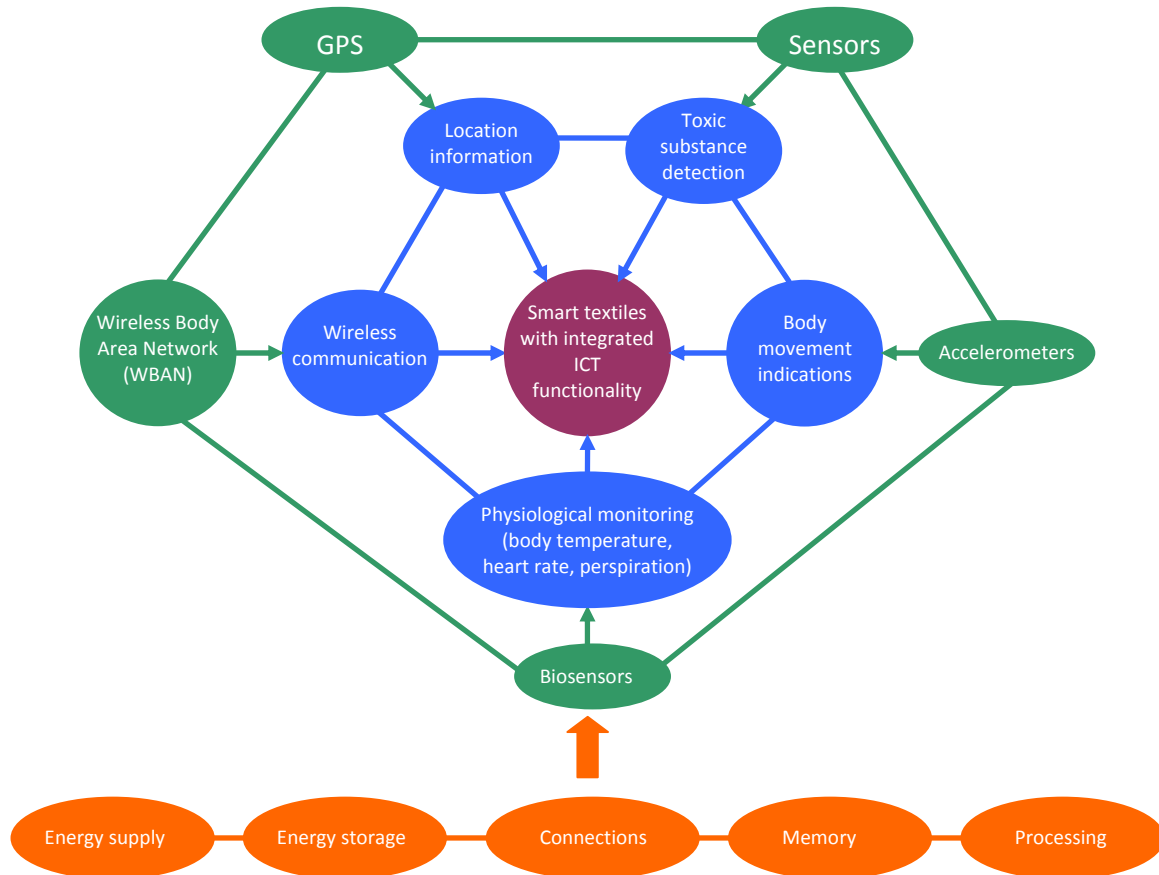 GPS
Sensors
Location
information
Toxic
substance
detection
Wireless Body
Area Network
(WBAN)
Wireless
communication
Smart textiles
with integrated
ICT
functionality
Body
movement
indications
Accelerometers
Physiological monitoring
(body temperature,
heart rate, perspiration)
Biosensors
Energy supply
Energy storage
Connections
Memory
Processing